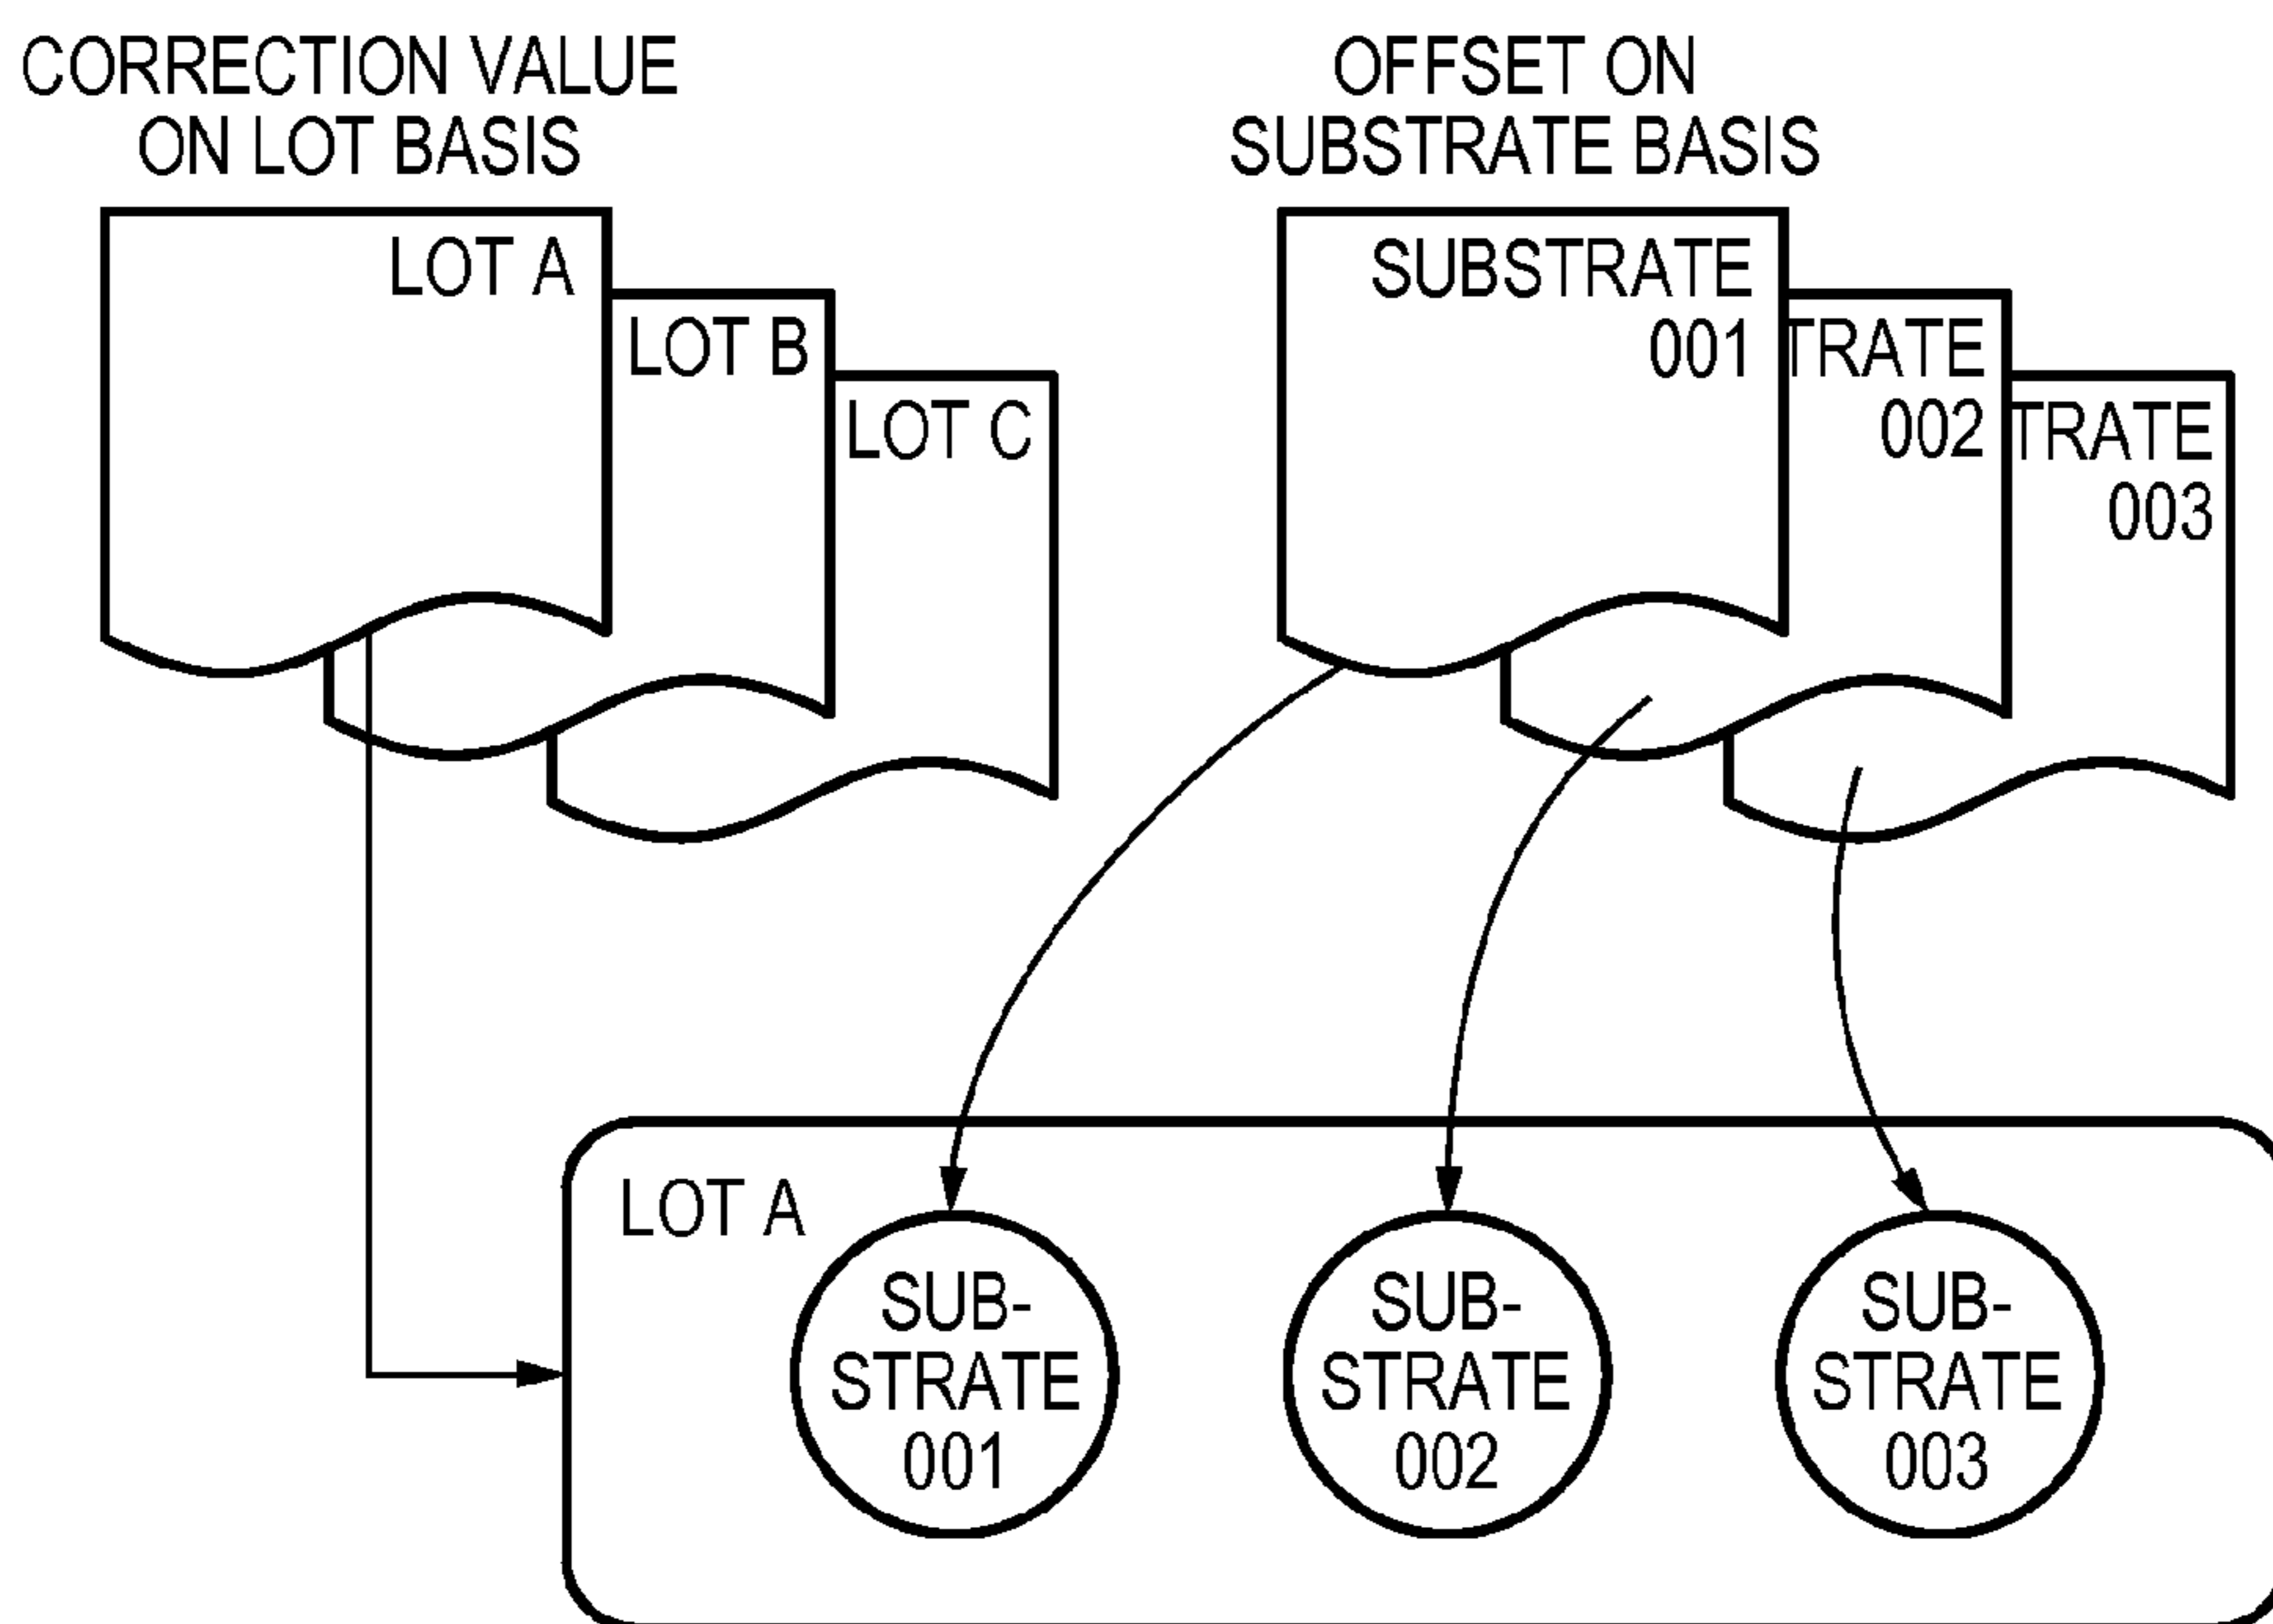 CORRECTION VALUE
ON LOT BASIS
LOT A
LOT B
LOT C
OFFSET ON
SUBSTRATE BASIS
SUBSTRATE
001
TRATE
002
TRATE
003
LOT A
SUB-
STRATE
001
SUB-
STRATE
002
SUB-
STRATE
003